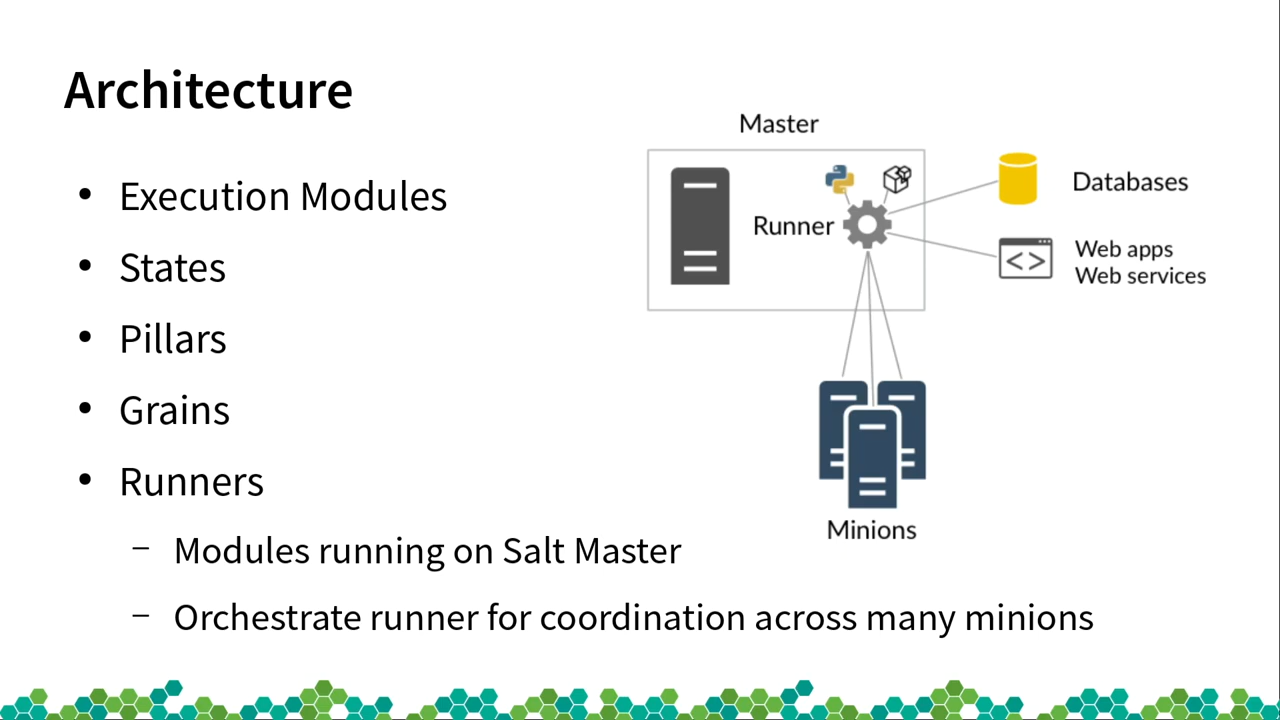 Architecture
• Execution Modules
• States
• Pillars
• Grains
• Runners
– Modules running on Salt Master
– Orchestrate runner for coordination across many minions
Master
Runner
Databases
Web apps
Web services
Minions